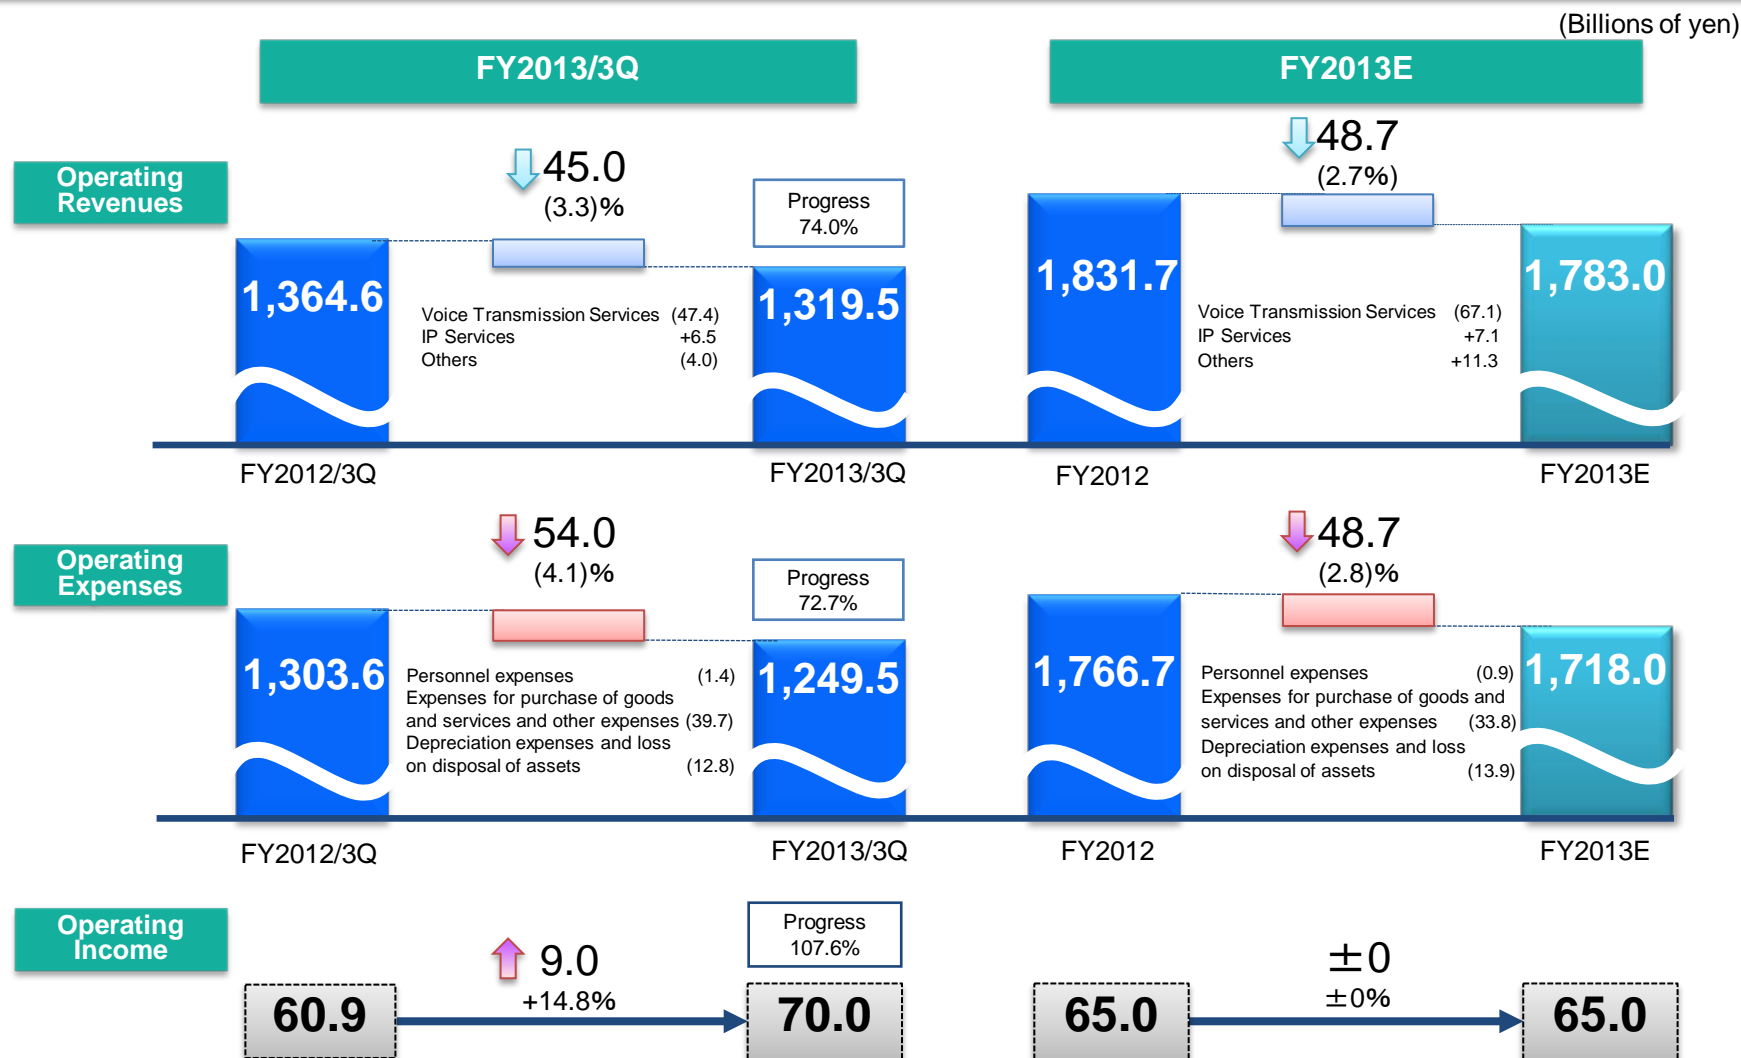 (Billions of yen)
FY2013/3Q
FY2013E
Operating
Revenues
45.0
(3.3)%
Progress
74.0%
48.7
(2.7%)
1,364.6
Voice Transmission Services (47.4)
IP Services +6.5
Others (4.0)
1,319.5
1,831.7
Voice Transmission Services (67.1)
IP Services +7.1
Others +11.3
1,783.0
FY2012/3Q
FY2013/3Q
FY2012
FY2013E
Operating
Expenses
54.0
(4.1)%
Progress
72.7%
48.7
(2.8)%
1,303.6
Personnel expenses (1.4)
Expenses for purchase of goods
and services and other expenses (39.7)
Depreciation expenses and loss
on disposal of assets (12.8)
1,249.5
1,766.7
Personnel expenses (0.9)
Expenses for purchase of goods and
services and other expenses (33.8)
Depreciation expenses and loss
on disposal of assets (13.9)
1,718.0
FY2012/3Q
FY2013/3Q
FY2012
FY2013E
Operating
Income
9.0
+14.8%
Progress
107.6%
±0
±0%
60.9
70.0
65.0
65.0